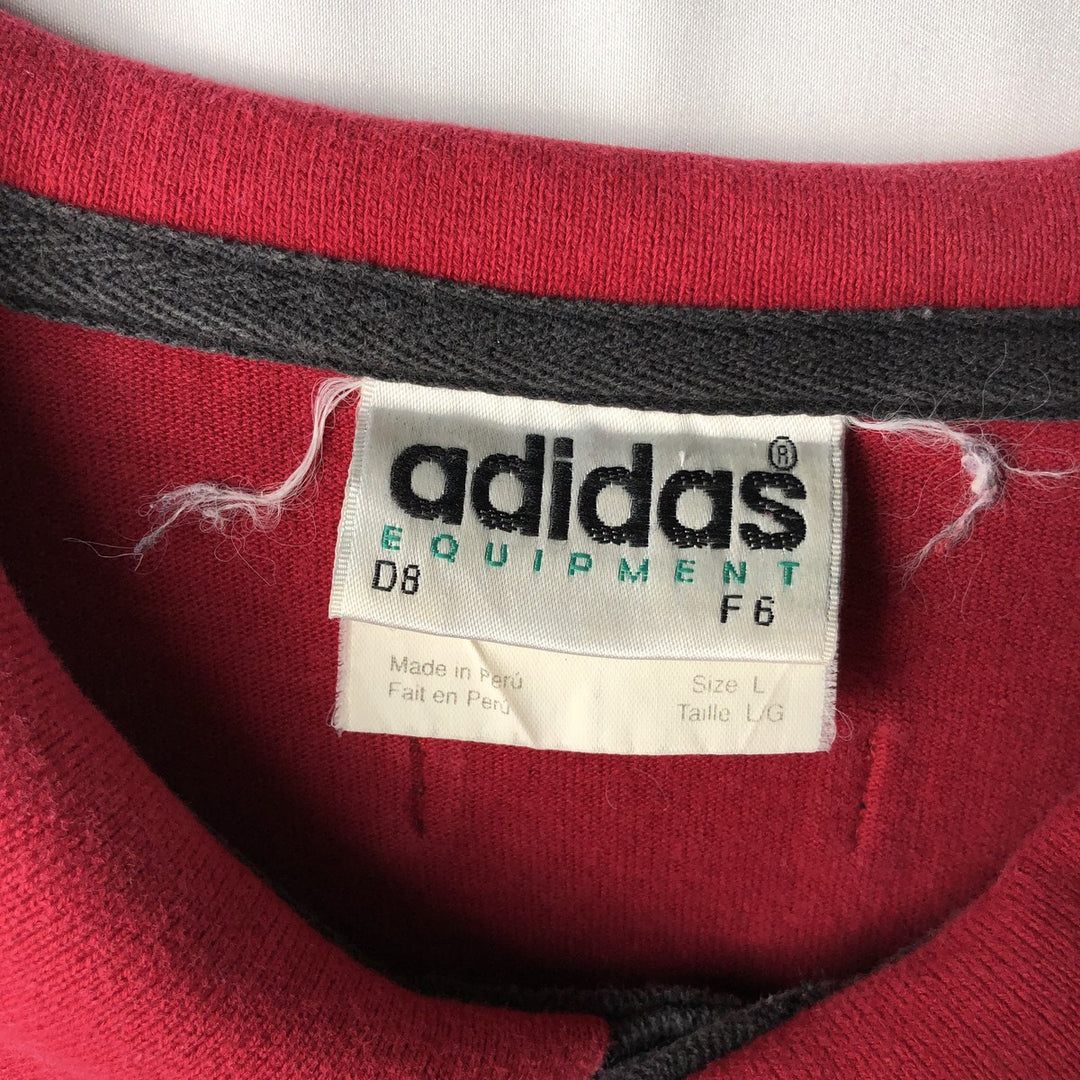 adidas®
EQUIPMENT
D8 F6
Made in Perú Size L
Fait en Perú Taille L/G